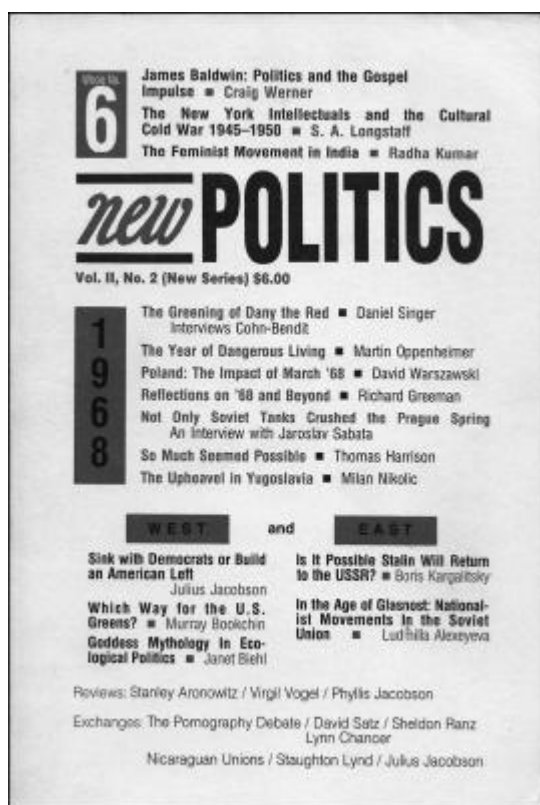 Whole No.
6
James Baldwin: Politics and the Gospel
Impulse ■ Craig Werner
The New York Intellectuals and the Cultural
Cold War 1945–1950 ■ S. A. Longstaff
The Feminist Movement in India ■ Radha Kumar
new POLITICS
Vol. II, No. 2 (New Series) $6.00
1968
The Greening of Dany the Red ■ Daniel Singer
Interviews Cohn-Bendit
The Year of Dangerous Living ■ Martin Oppenheimer
Poland: The Impact of March '68 ■ David Warszawski
Reflections on '68 and Beyond ■ Richard Greeman
Not Only Soviet Tanks Crushed the Prague Spring
An Interview with Jaroslav Sabata
So Much Seemed Possible ■ Thomas Harrison
The Upheavel in Yugoslavia ■ Milan Nikolic
WEST and EAST
Sink with Democrats or Build
an American Left
Julius Jacobson
Which Way for the U.S.
Greens? ■ Murray Bookchin
Goddess Mythology in Eco-
logical Politics ■ Janet Biehl
Is It Possible Stalin Will Return
to the USSR? ■ Boris Kargalitsky
In the Age of Glasnost: National-
ist Movements in the Soviet
Union ■ Ludmilla Alexeyeva
Reviews: Stanley Aronowitz / Virgil Vogel / Phyllis Jacobson
Exchanges: The Pornography Debate / David Satz / Sheldon Ranz
Lynn Chancer
Nicaraguan Unions / Staughton Lynd / Julius Jacobson